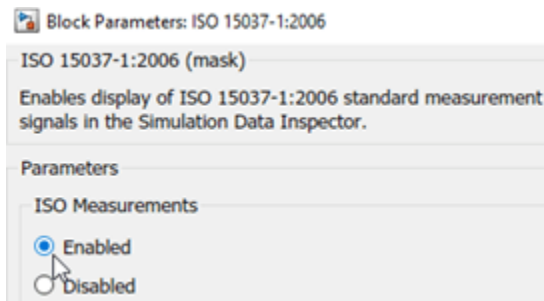 Block Parameters: ISO 15037-1:2006
ISO 15037-1:2006 (mask)
Enables display of ISO 15037-1:2006 standard measurement
signals in the Simulation Data Inspector.
Parameters
ISO Measurements
Enabled
Disabled